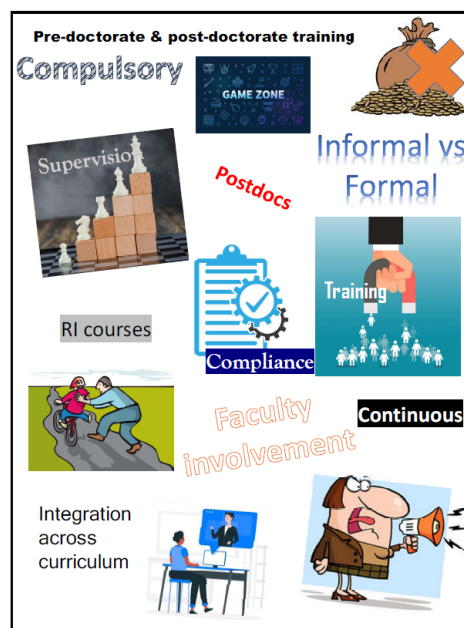 Pre-doctorate & post-doctorate training
Compulsory
GAME ZONE
Informal vs
Formal
Supervision
Postdocs
Training
RI courses
Compliance
Faculty
involvement
Continuous
Integration
across
curriculum